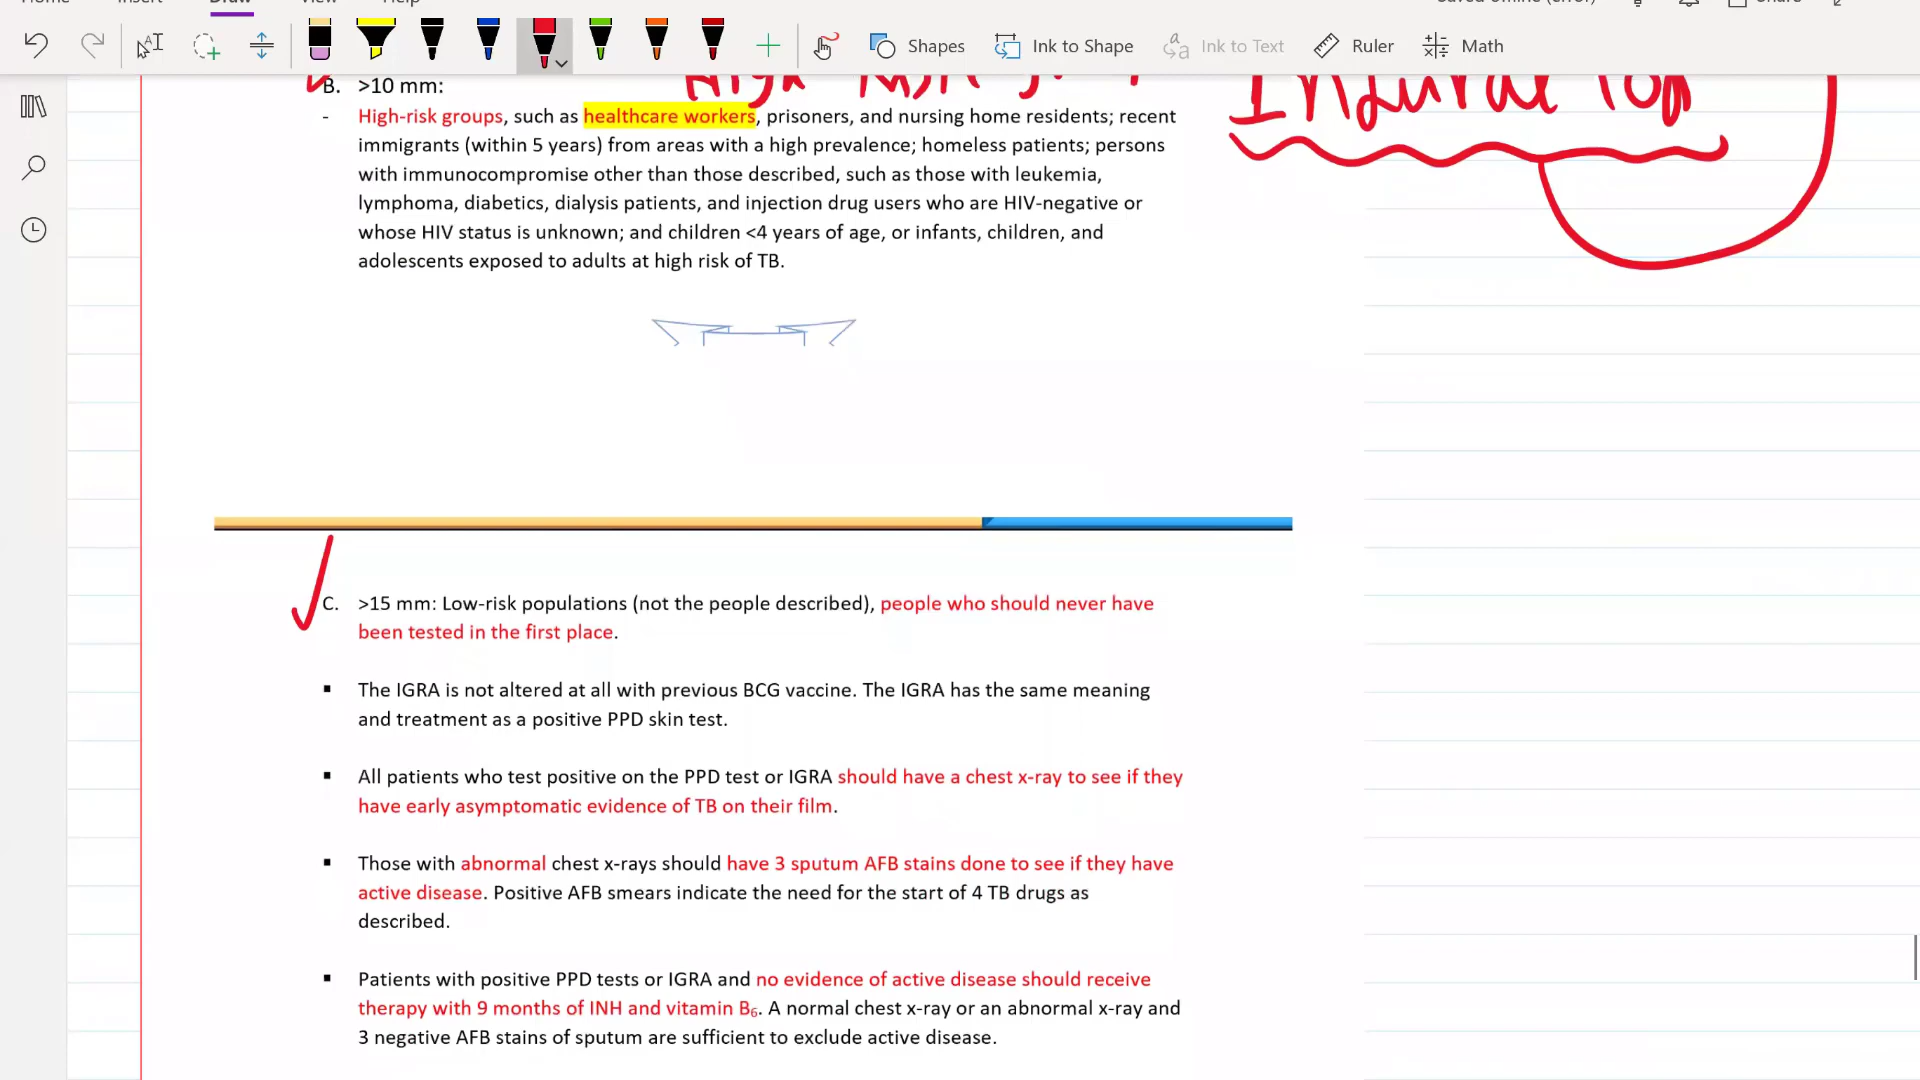 Home Insert Draw View Help Saved online (error) Share
AI Shapes Ink to Shape a Ink to Text Ruler Math
B. >10 mm:
High risk
- High-risk groups, such as healthcare workers, prisoners, and nursing home residents; recent
immigrants (within 5 years) from areas with a high prevalence; homeless patients; persons
with immunocompromise other than those described, such as those with leukemia,
lymphoma, diabetics, dialysis patients, and injection drug users who are HIV-negative or
whose HIV status is unknown; and children <4 years of age, or infants, children, and
adolescents exposed to adults at high risk of TB.
C. >15 mm: Low-risk populations (not the people described), people who should never have
been tested in the first place.
▪ The IGRA is not altered at all with previous BCG vaccine. The IGRA has the same meaning
and treatment as a positive PPD skin test.
▪ All patients who test positive on the PPD test or IGRA should have a chest x-ray to see if they
have early asymptomatic evidence of TB on their film.
▪ Those with abnormal chest x-rays should have 3 sputum AFB stains done to see if they have
active disease. Positive AFB smears indicate the need for the start of 4 TB drugs as
described.
▪ Patients with positive PPD tests or IGRA and no evidence of active disease should receive
therapy with 9 months of INH and vitamin B₆. A normal chest x-ray or an abnormal x-ray and
3 negative AFB stains of sputum are sufficient to exclude active disease.